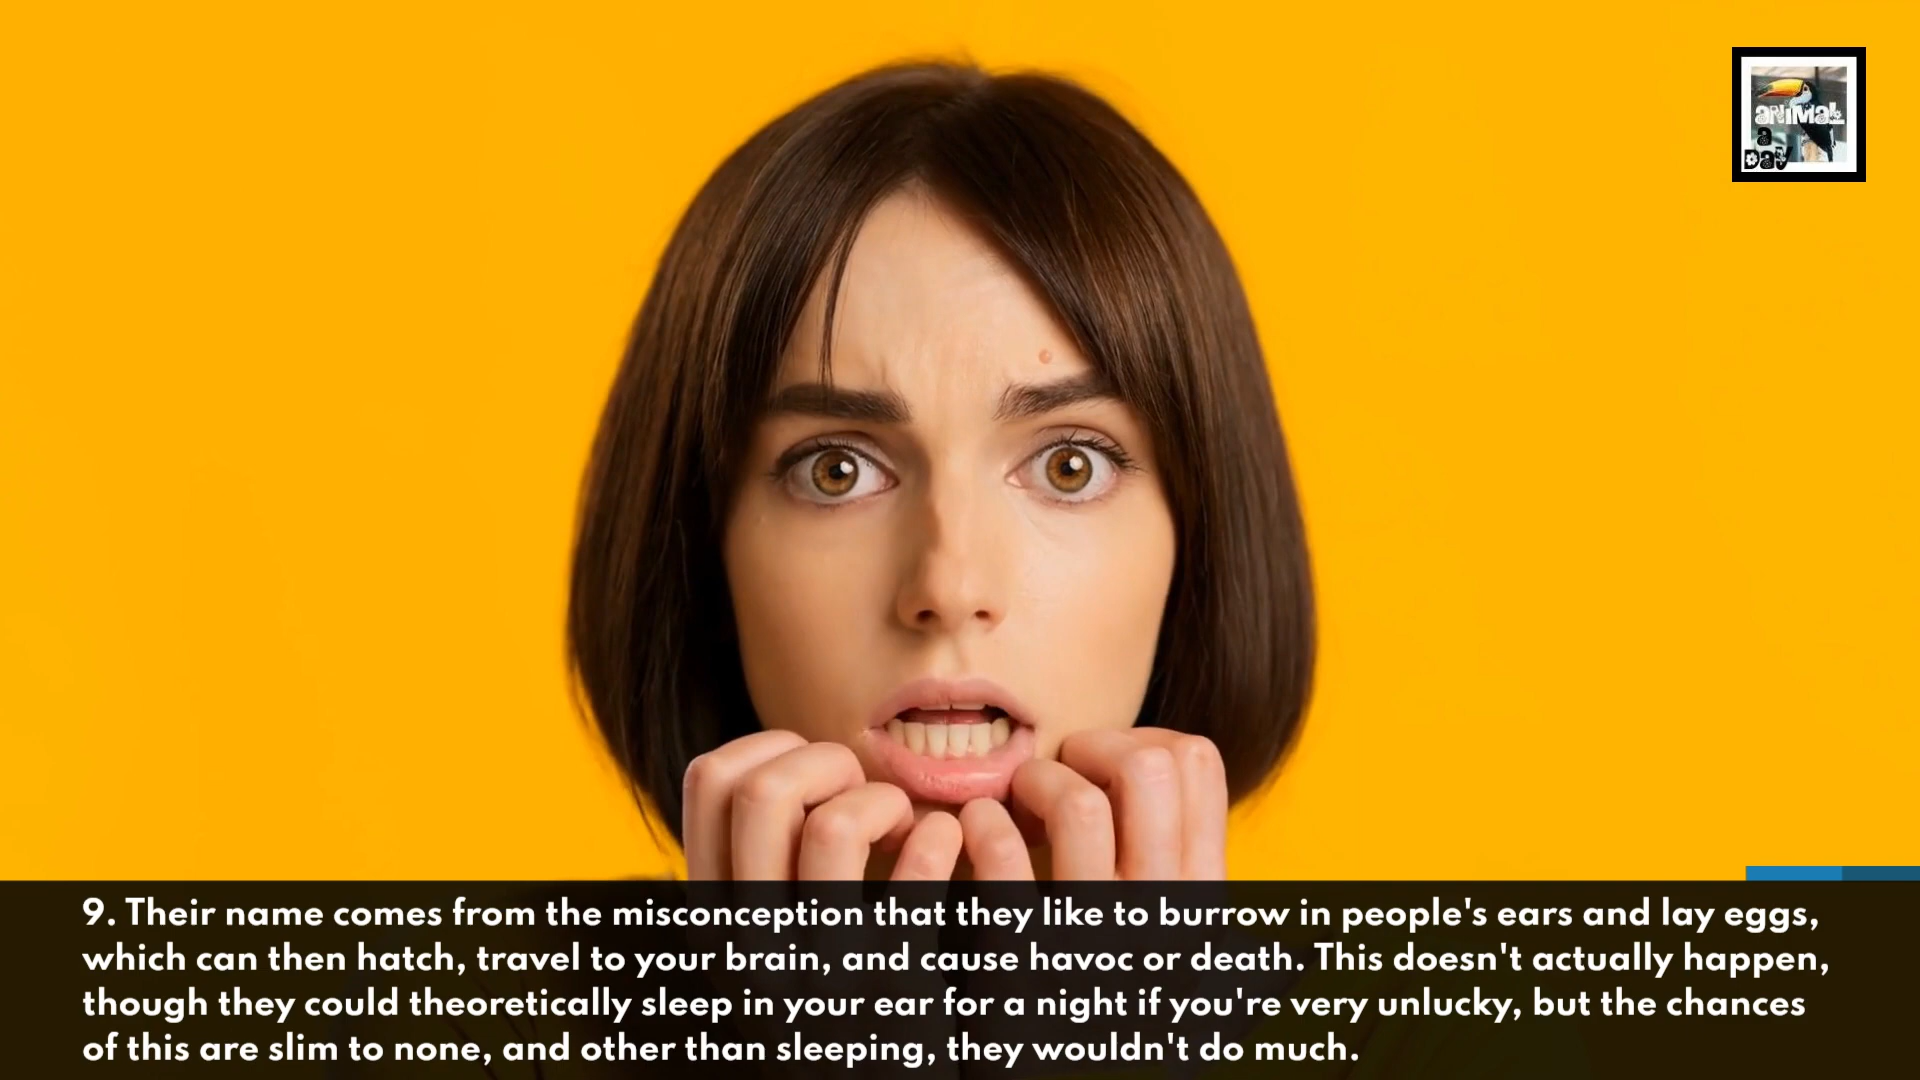 aNiMaL
a
Day
9. Their name comes from the misconception that they like to burrow in people's ears and lay eggs,
which can then hatch, travel to your brain, and cause havoc or death. This doesn't actually happen,
though they could theoretically sleep in your ear for a night if you're very unlucky, but the chances
of this are slim to none, and other than sleeping, they wouldn't do much.